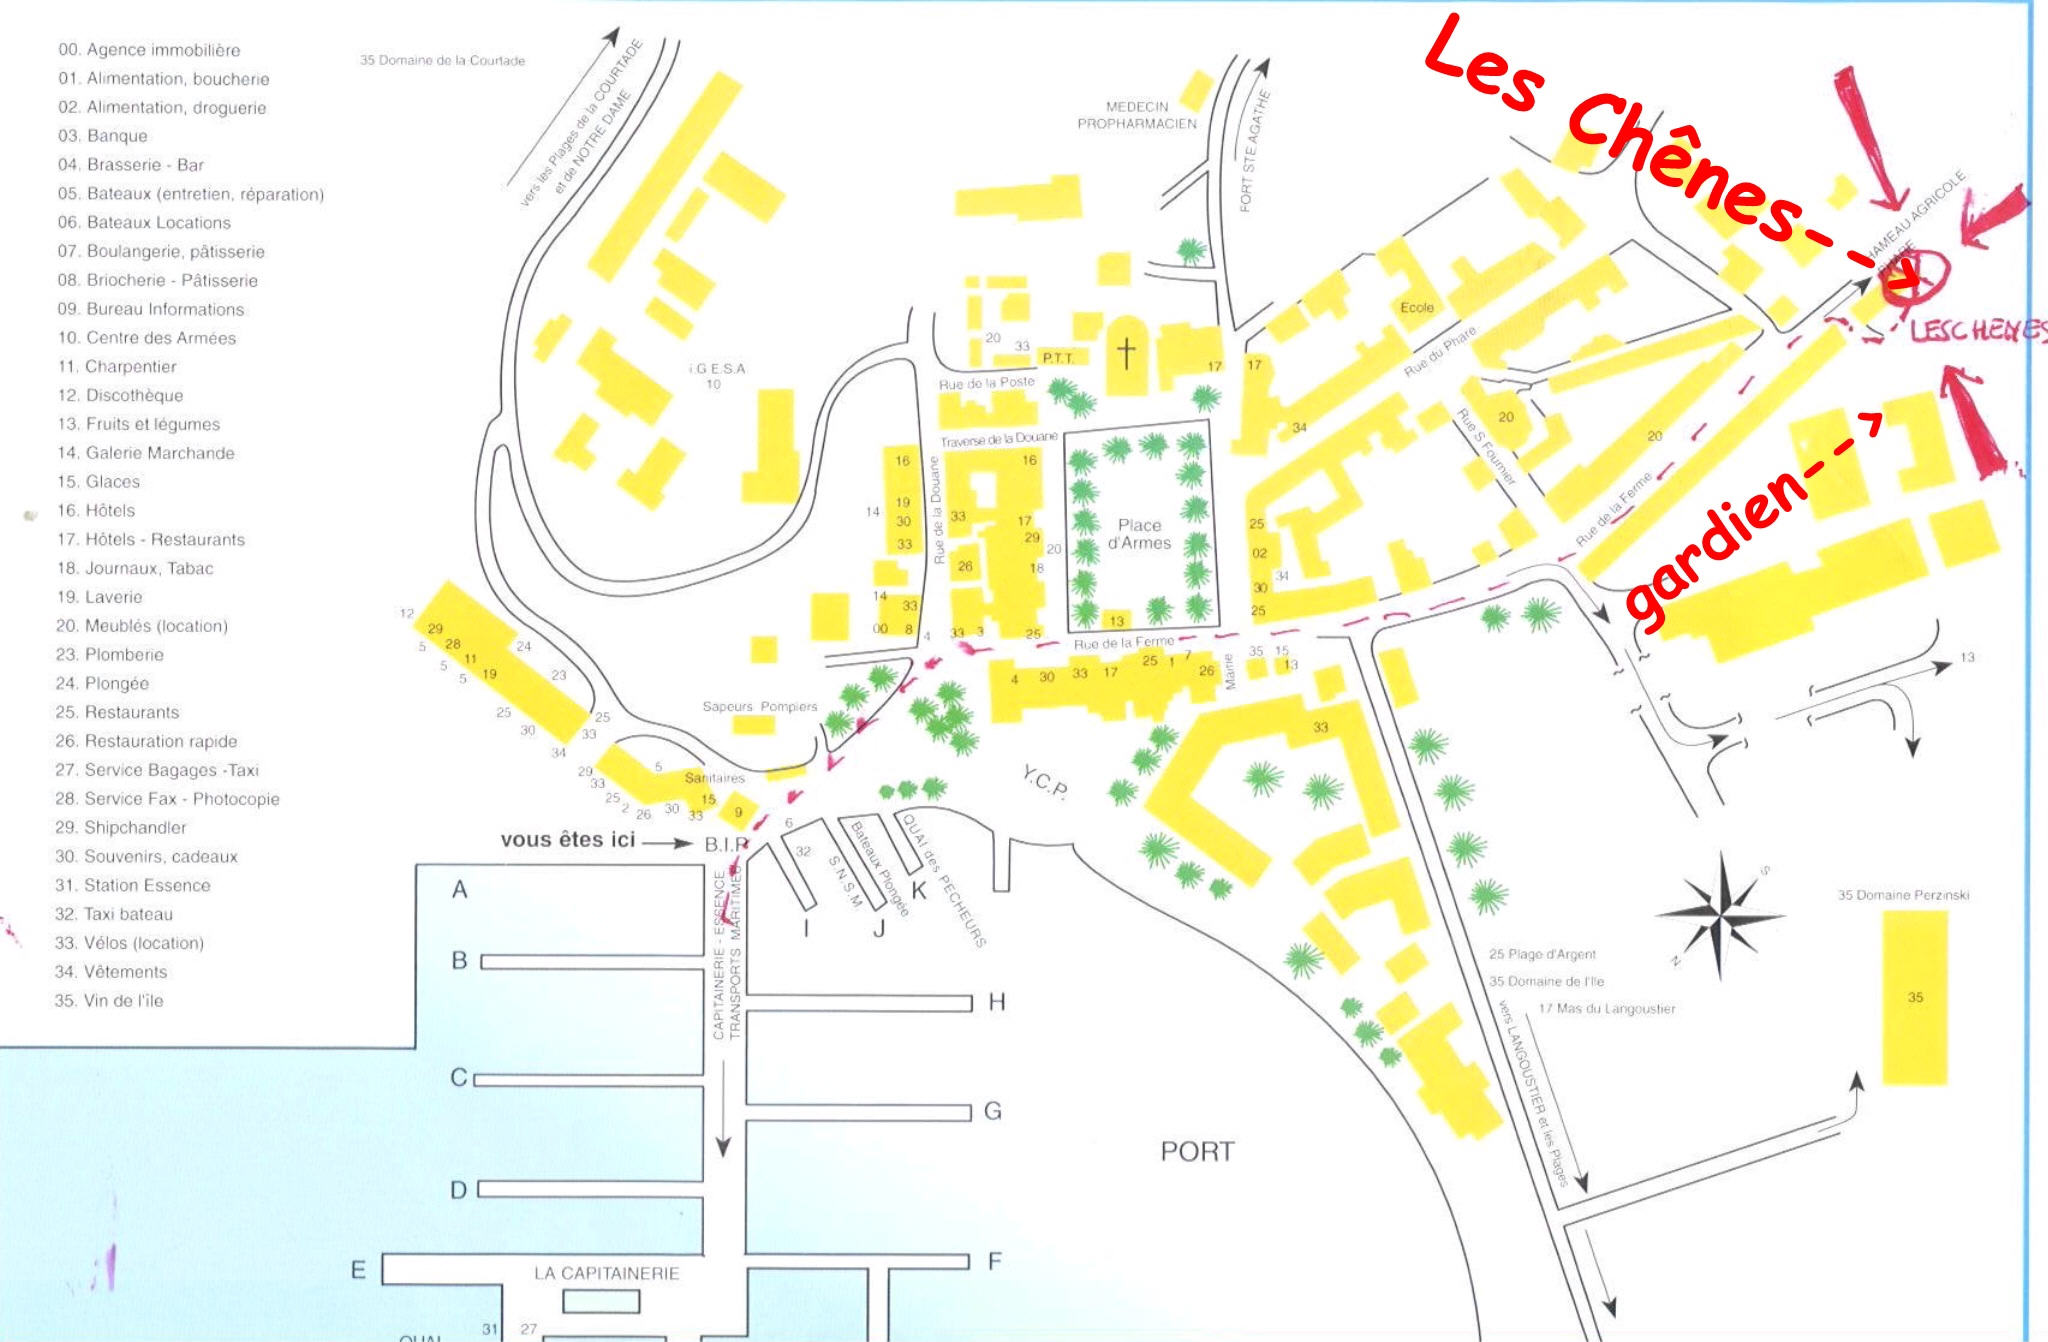 00. Agence immobilière
01. Alimentation, boucherie
02. Alimentation, droguerie
03. Banque
04. Brasserie - Bar
05. Bateaux (entretien, réparation)
06. Bateaux Locations
07. Boulangerie, pâtisserie
08. Briocherie - Pâtisserie
09. Bureau Informations
10. Centre des Armées
11. Charpentier
12. Discothèque
13. Fruits et légumes
14. Galerie Marchande
15. Glaces
16. Hôtels
17. Hôtels - Restaurants
18. Journaux, Tabac
19. Laverie
20. Meublés (location)
23. Plomberie
24. Plongée
25. Restaurants
26. Restauration rapide
27. Service Bagages -Taxi
28. Service Fax - Photocopie
29. Shipchandler
30. Souvenirs, cadeaux
31. Station Essence
32. Taxi bateau
33. Vélos (location)
34. Vêtements
35. Vin de l'île
35 Domaine de la Courtade
vers les Plages de la COURTADE
et de NOTRE DAME
MEDECIN
PROPHARMACIEN
FORT STE AGATHE
Les Chênes
HAMEAU AGRICOLE
PHARE
LES CHENES
gardien
i.G.E.S.A
10
20
33
P.T.T.
17
17
Ecole
Rue du Phare
Rue de la Poste
Traverse de la Douane
34
Rue S Fournier
20
20
Rue de la Ferme
16
19
14
30
33
Rue de la Douane
16
33
17
29
20
18
26
Place
d'Armes
25
02
34
30
25
14
33
00
8
4
33
3
25
13
Rue de la Ferme
12
29
5
28
24
5
11
5
19
23
25
25
30
33
34
4
30
33
17
25
1
7
26
Mairie
35
15
13
13
33
Sapeurs Pompiers
29
33
5
Sanitaires
25
2
26
30
15
33
9
6
Y.C.P.
vous êtes ici
B.I.P
32
S.N.S.M.
Bateaux Plongée
QUAI des PECHEURS
I
J
K
CAPITAINERIE - ESSENCE
TRANSPORTS MARITIMES
A
B
C
D
E
H
G
F
PORT
LA CAPITAINERIE
31
27
QUAI
N
S
35 Domaine Perzinski
35
25 Plage d'Argent
35 Domaine de l'Ile
17 Mas du Langoustier
vers LANGOUSTIER et les Plages